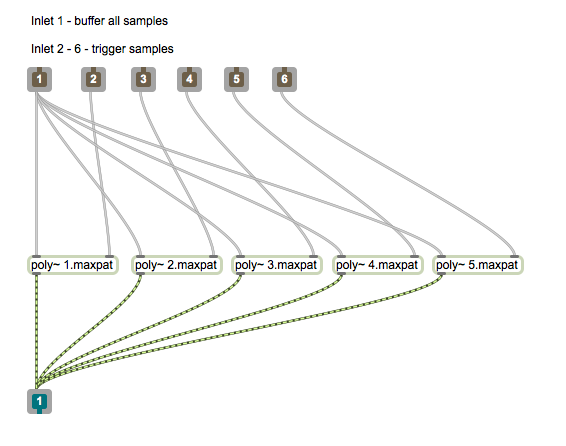 Inlet 1 - buffer all samples
Inlet 2 - 6 - trigger samples
1 2 3 4 5 6
poly~ 1.maxpat poly~ 2.maxpat poly~ 3.maxpat poly~ 4.maxpat poly~ 5.maxpat
1